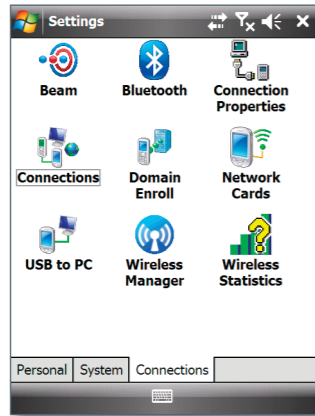 Settings
Beam
Bluetooth
Connection
Properties
Connections
Domain
Enroll
Network
Cards
USB to PC
Wireless
Manager
Wireless
Statistics
Personal System Connections